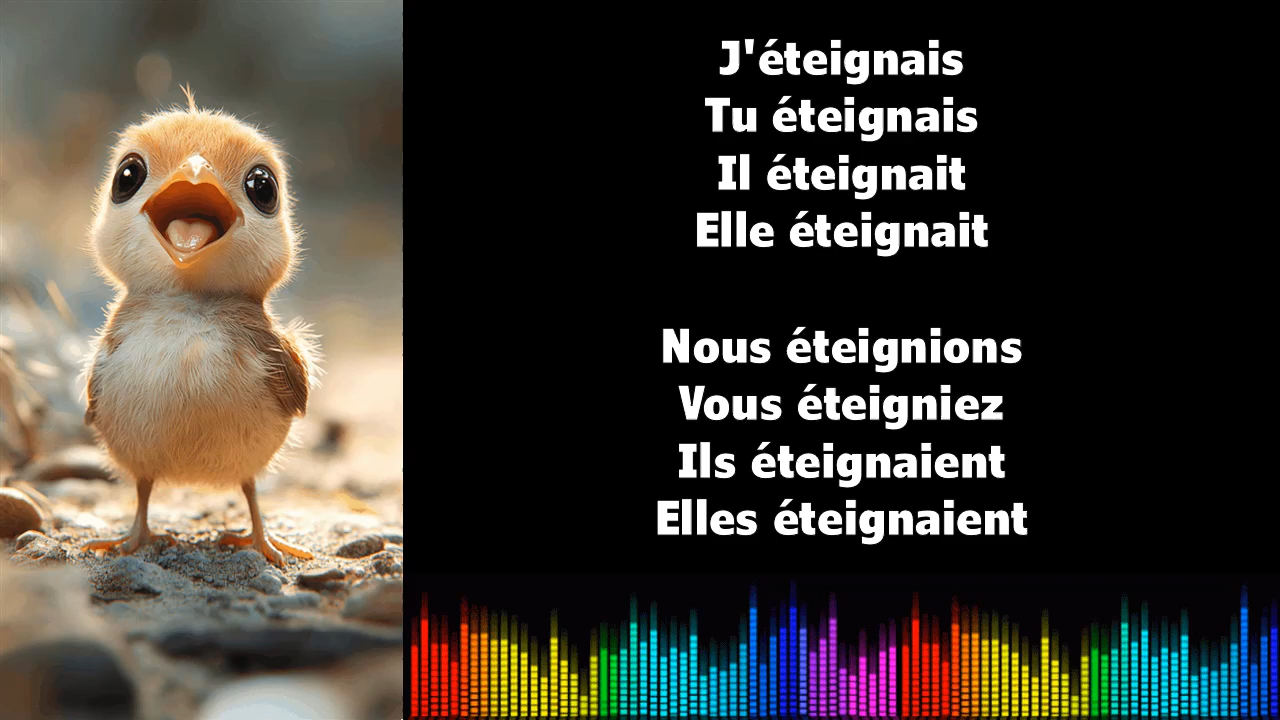 J'éteignais
Tu éteignais
Il éteignait
Elle éteignait
Nous éteignions
Vous éteigniez
Ils éteignaient
Elles éteignaient